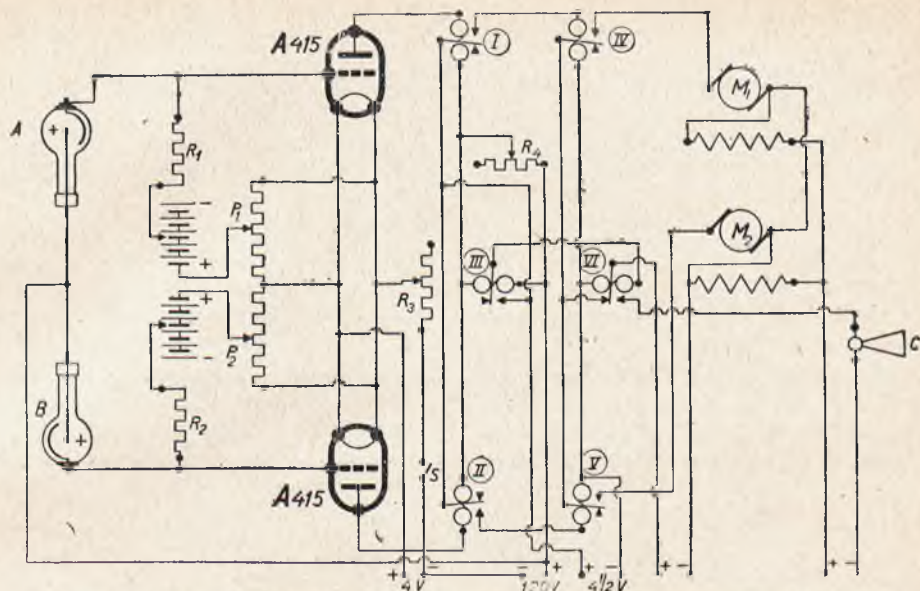 A415
I
IV
M₁
A
+
R₁
R₄
-
P₁
M₂
+
III
VI
+
R₃
-
P₂
C
B
R₂
+
II
V
S
A415
+ 4V - - 120V + + 4½V - + - + - + -